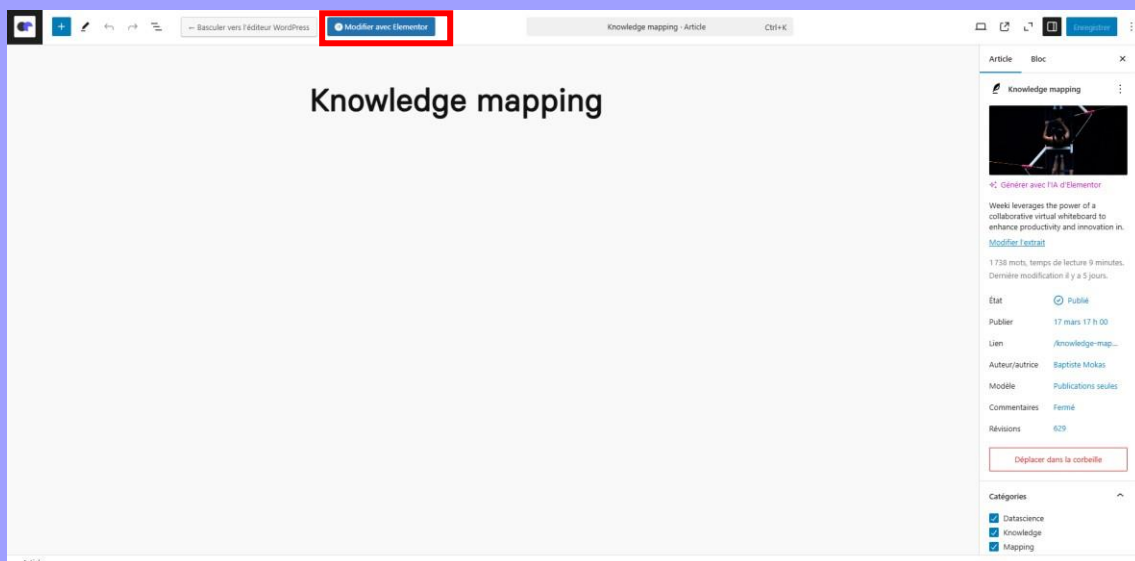 ← Basculer vers l'éditeur WordPress
Modifier avec Elementor
Knowledge mapping · Article
Ctrl+K
Enregistrer
Knowledge mapping
Article
Bloc
Knowledge mapping
Générer avec l'IA d'Elementor
Weeki leverages the power of a
collaborative virtual whiteboard to
enhance productivity and innovation in.
Modifier l'extrait
1 738 mots, temps de lecture 9 minutes.
Dernière modification il y a 5 jours.
État
Publié
Publier
17 mars 17 h 00
Lien
/knowledge-map...
Auteur/autrice
Baptiste Mokas
Modèle
Publications seules
Commentaires
Fermé
Révisions
629
Déplacer dans la corbeille
Catégories
Datascience
Knowledge
Mapping